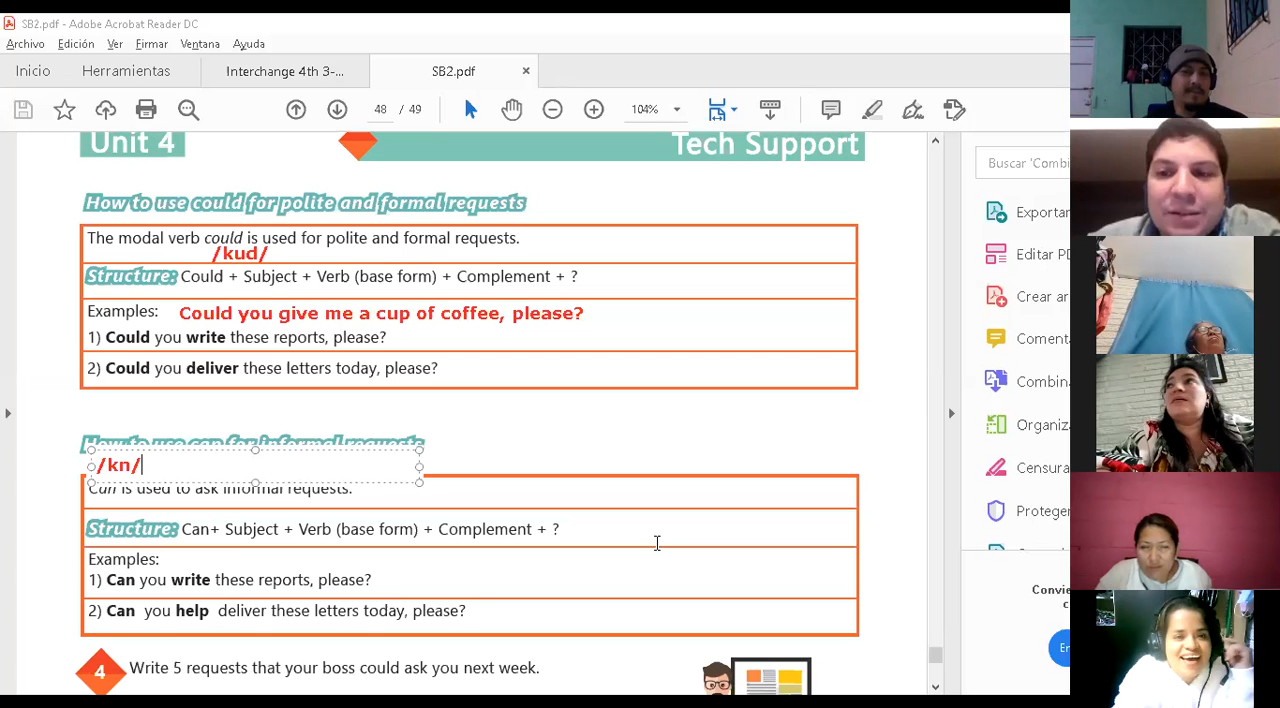 SB2.pdf - Adobe Acrobat Reader DC
Archivo Edición Ver Firmar Ventana Ayuda
Inicio Herramientas Interchange 4th 3-... SB2.pdf ×
48 / 49 104%
Unit 4 Tech Support
Buscar 'Combi
How to use could for polite and formal requests
The modal verb could is used for polite and formal requests.
/kud/
Structure: Could + Subject + Verb (base form) + Complement + ?
Examples: Could you give me a cup of coffee, please?
1) Could you write these reports, please?
2) Could you deliver these letters today, please?
How to use can for informal requests
/kn/
Can is used to ask informal requests.
Structure: Can+ Subject + Verb (base form) + Complement + ?
Examples:
1) Can you write these reports, please?
2) Can you help deliver these letters today, please?
4 Write 5 requests that your boss could ask you next week.
Exportar
Editar PD
Crear ar
Comenta
Combina
Organiza
Censura
Proteger
Convie
c